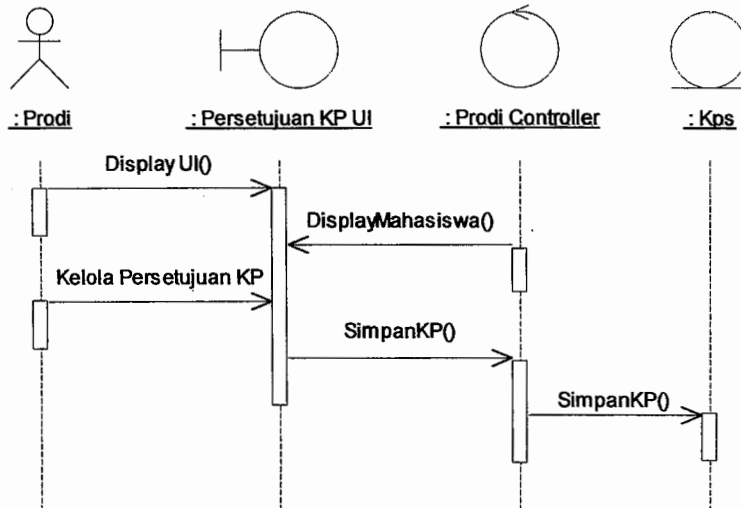 : Prodi
: Persetujuan KP UI
: Prodi Controller
: Kps
Display UI()
DisplayMahasiswa()
Kelola Persetujuan KP
SimpanKP()
SimpanKP()